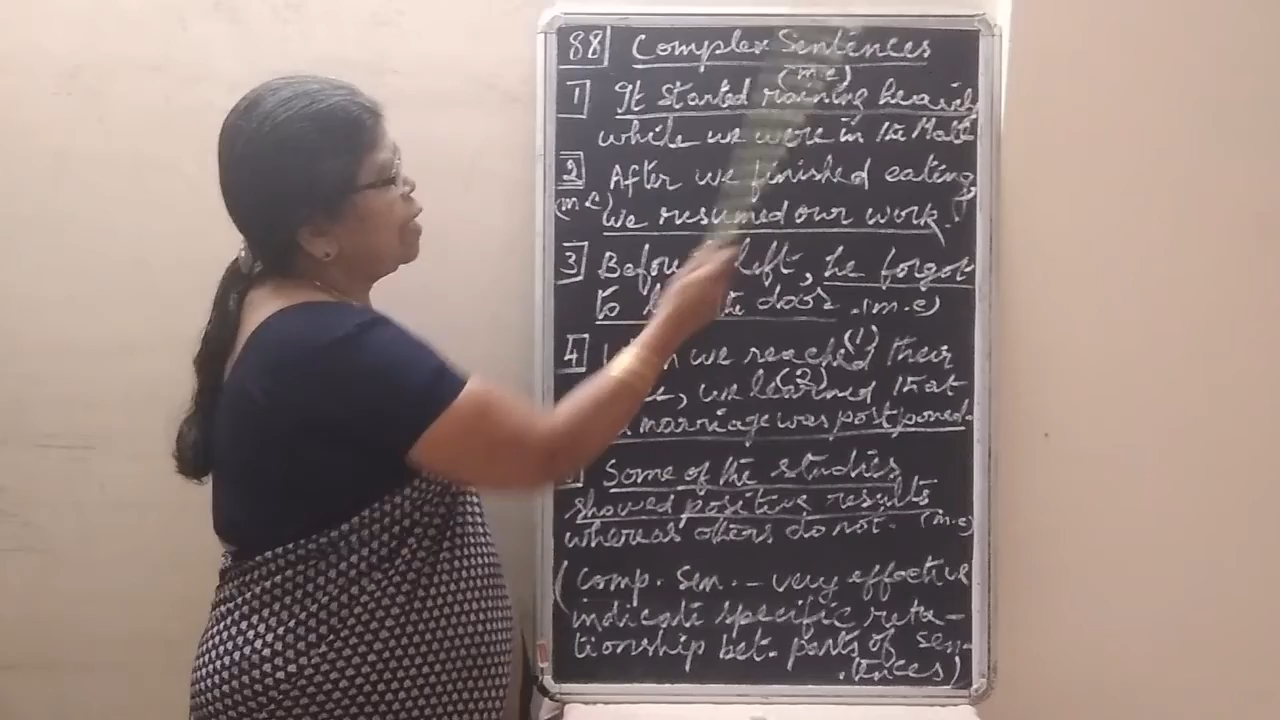 88 Complex Sentences
(m.c)
1 It started raining heavily
while we were in the Mall
2 After we finished eating,
(m c) we resumed our work.
3 Before left, he forgot
to the door. (m.c)
(1)
4 we reached their
(2)
, we learned that
marriage was postponed.
Some of the studies
showed positive results
whereas others do not. (m.c)
(Comp. Sen. – very effective
indicate specific rela-
tionship bet. parts of sen-
tences)